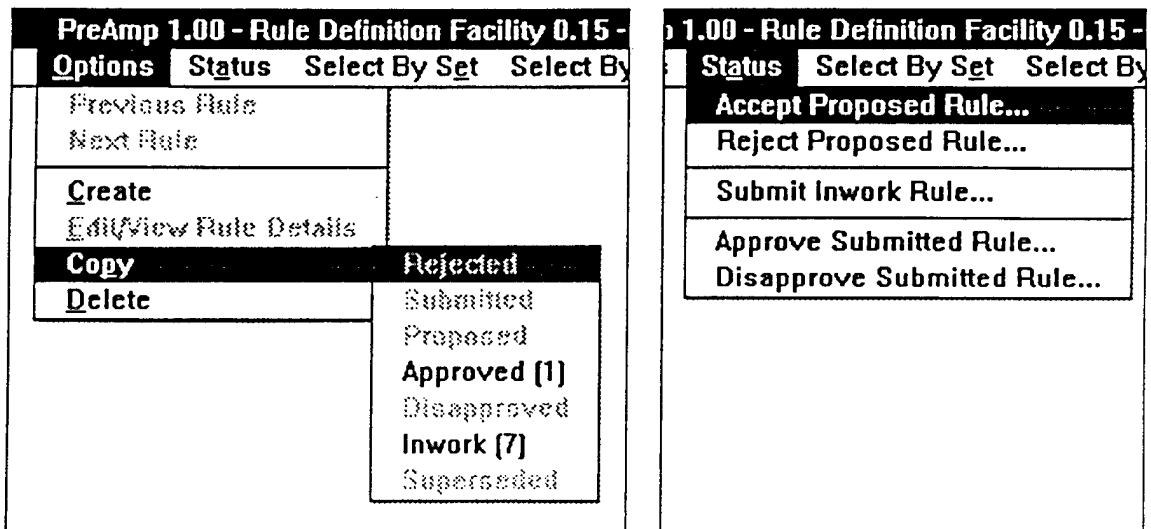 PreAmp 1.00 - Rule Definition Facility 0.15 -
Options Status Select By Set Select By
Previous Rule
Next Rule
Create
Edit/View Rule Details
Copy
Delete
Rejected
Submitted
Proposed
Approved (1)
Disapproved
Inwork (7)
Superseded
1.00 - Rule Definition Facility 0.15 -
Status Select By Set Select By
Accept Proposed Rule...
Reject Proposed Rule...
Submit Inwork Rule...
Approve Submitted Rule...
Disapprove Submitted Rule...